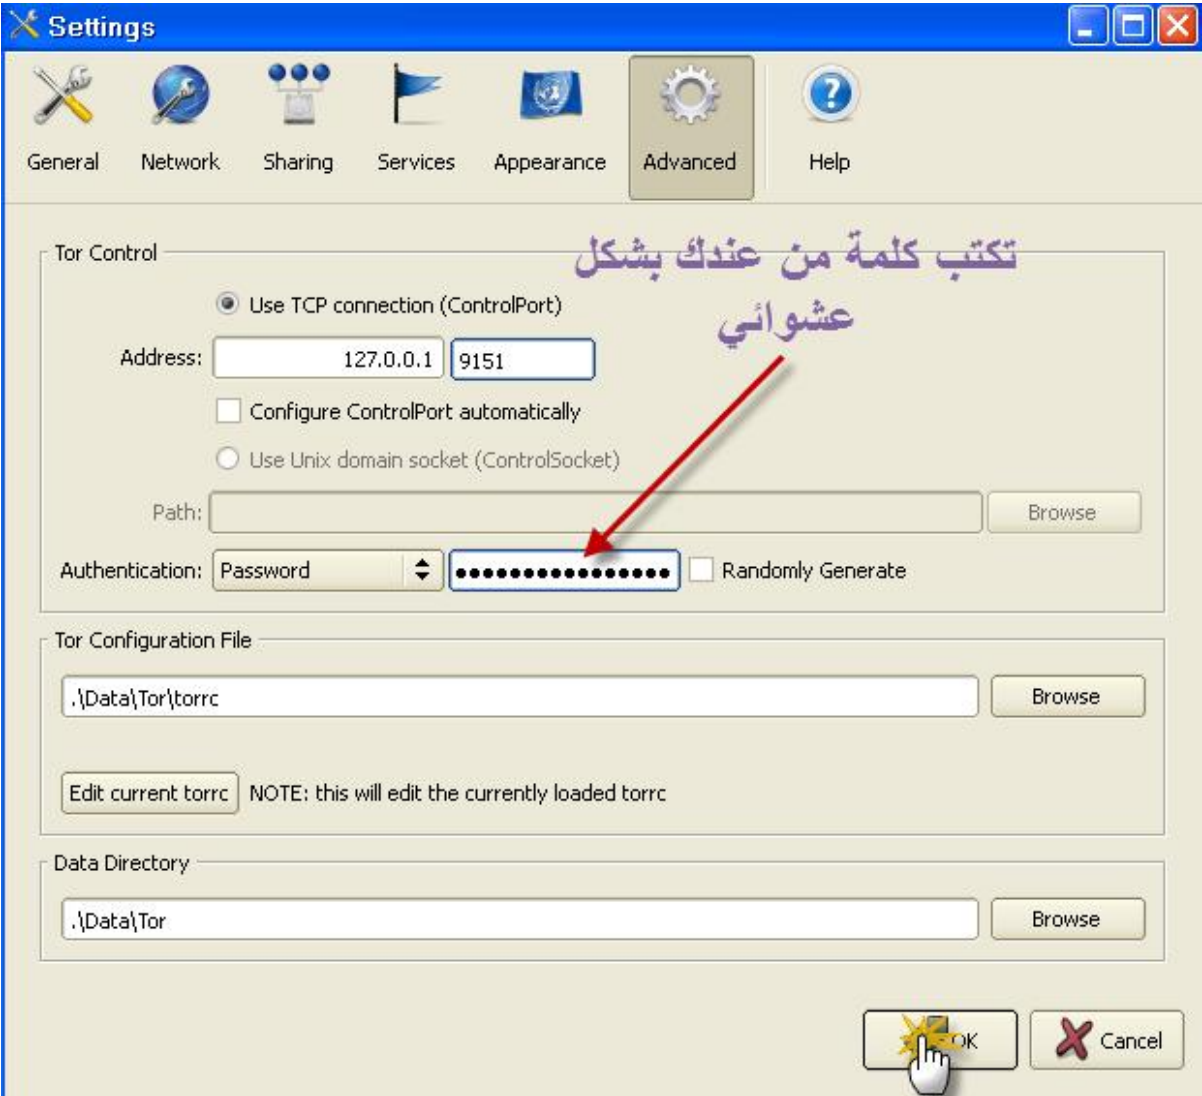 Settings
General Network Sharing Services Appearance Advanced Help
Tor Control
تكتب كلمة من عندك بشكل
عشوائي
Use TCP connection (ControlPort)
Address: 127.0.0.1 9151
Configure ControlPort automatically
Use Unix domain socket (ControlSocket)
Path: Browse
Authentication: Password •••••••••••••••• Randomly Generate
Tor Configuration File
.\Data\Tor\torrc Browse
Edit current torrc NOTE: this will edit the currently loaded torrc
Data Directory
.\Data\Tor Browse
OK Cancel